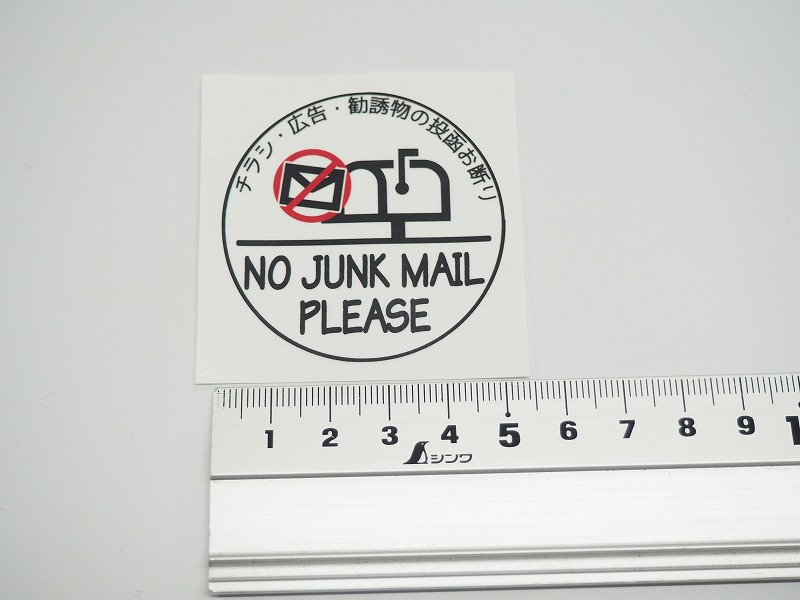 チラシ・広告・勧誘物の投函お断り
NO JUNK MAIL
PLEASE
1 2 3 4 5 6 7 8 9 1
シンワ